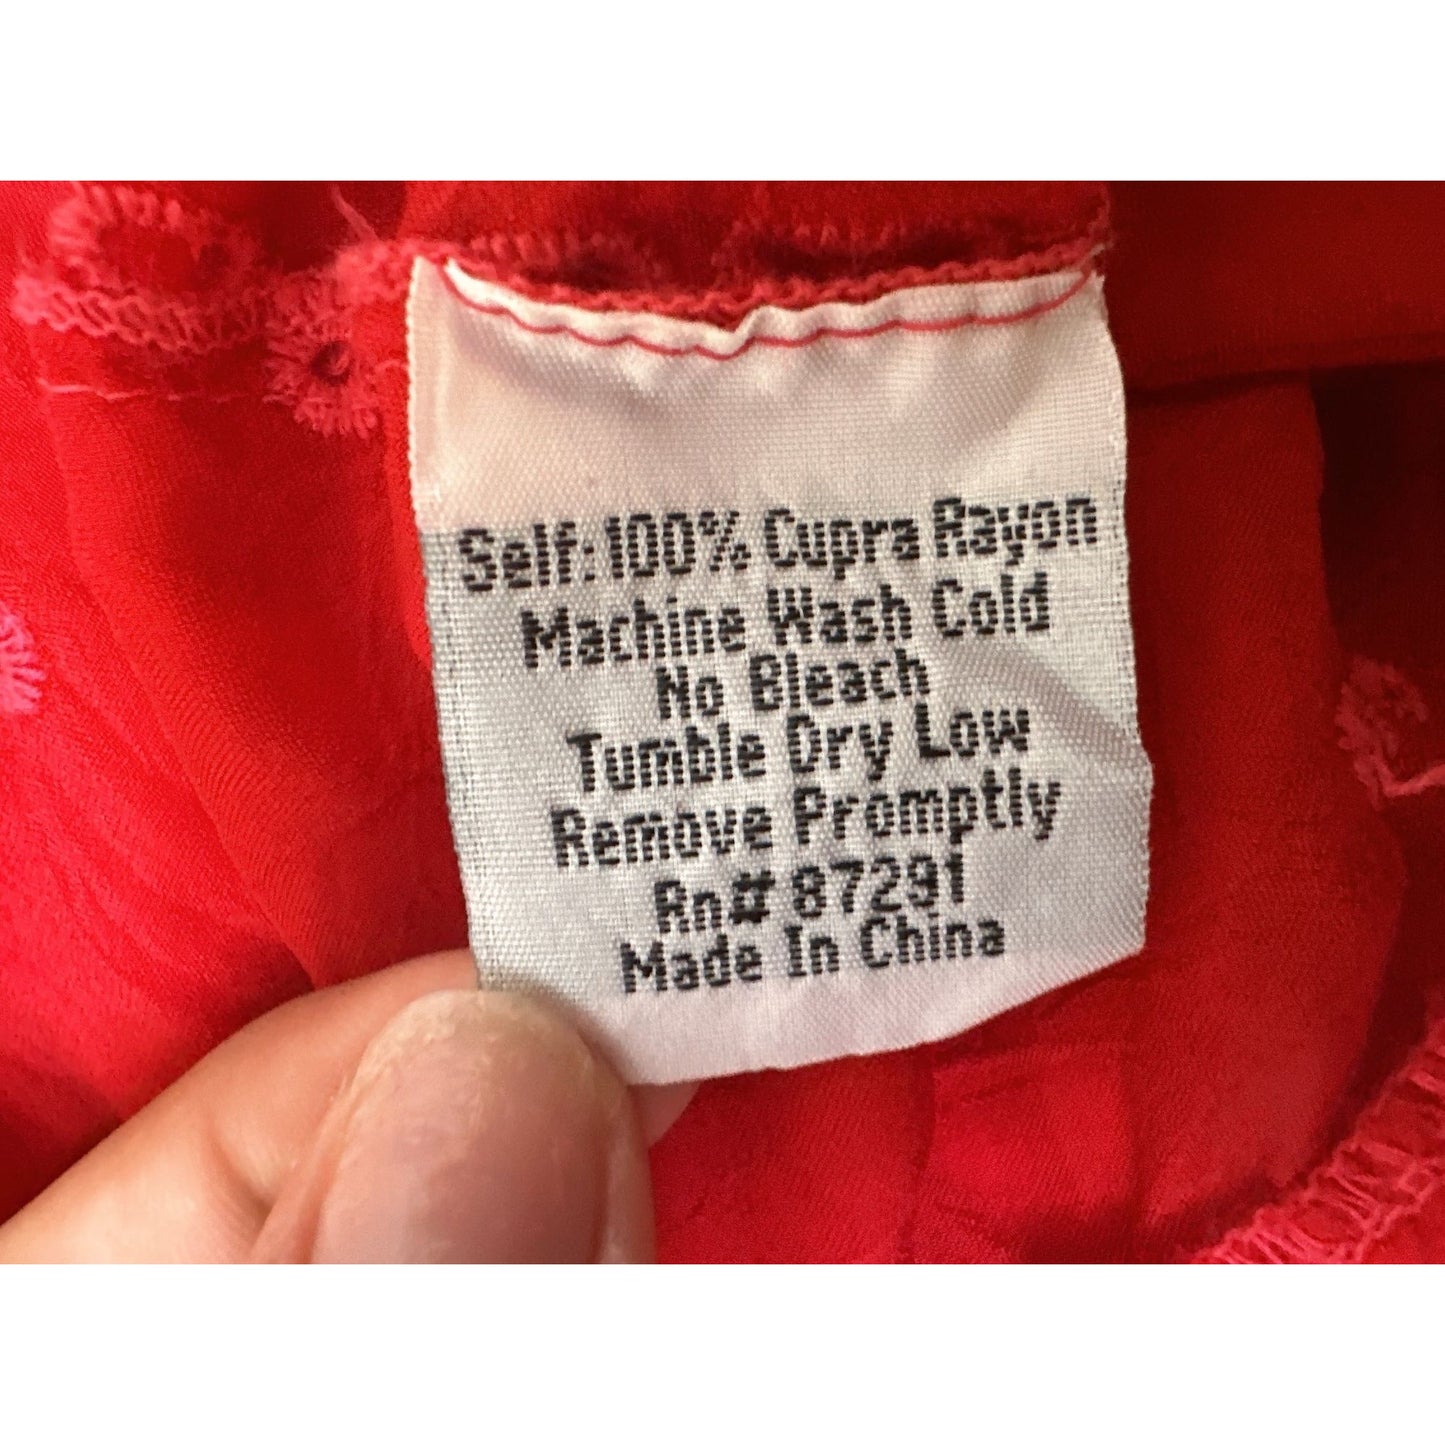 Self: 100% Cupra Rayon
Machine Wash Cold
No Bleach
Tumble Dry Low
Remove Promptly
Rn# 87291
Made In China